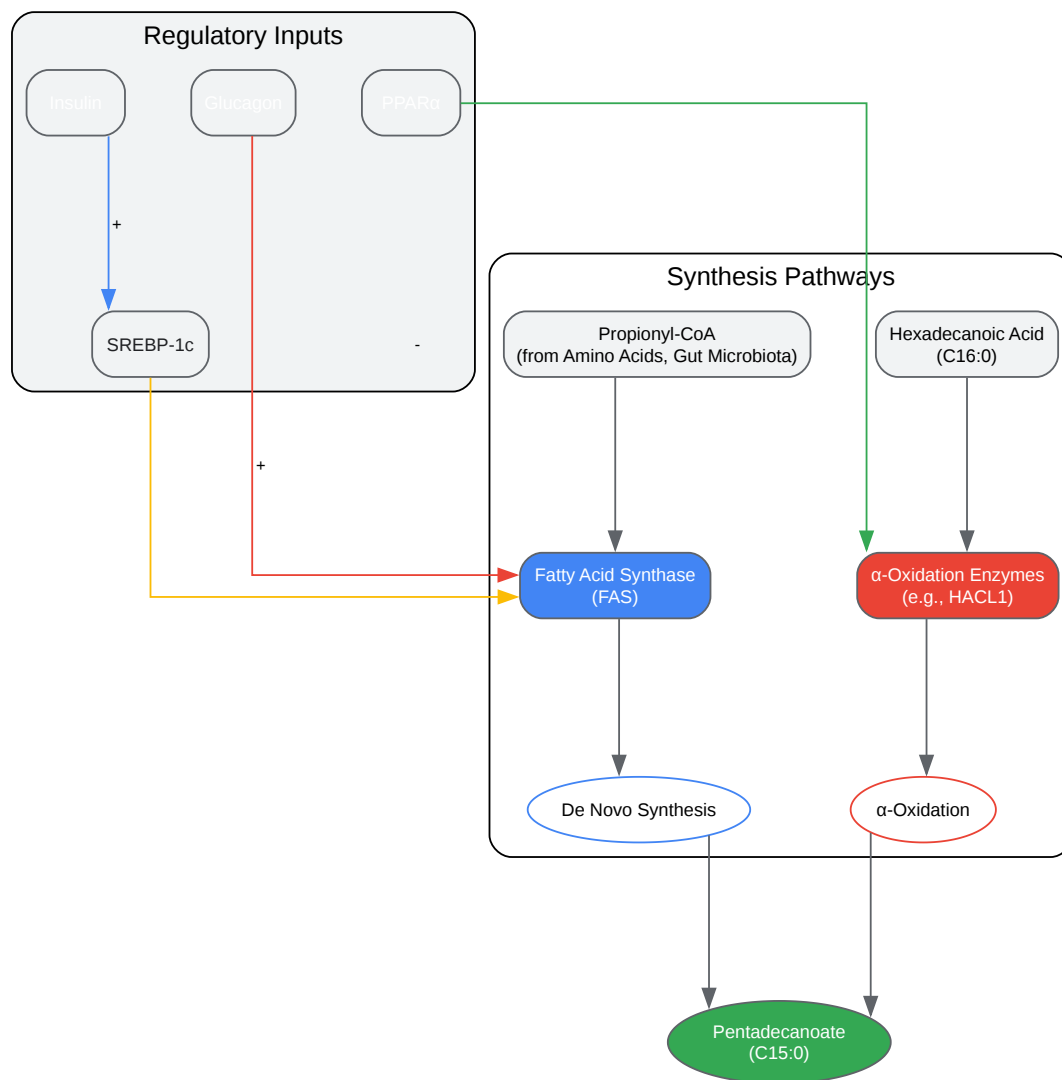 Regulatory Inputs
Insulin
Glucagon
PPARα
+
SREBP-1c
-
+
Synthesis Pathways
Propionyl-CoA
(from Amino Acids, Gut Microbiota)
Hexadecanoic Acid
(C16:0)
Fatty Acid Synthase
(FAS)
α-Oxidation Enzymes
(e.g., HACL1)
De Novo Synthesis
α-Oxidation
Pentadecanoate
(C15:0)